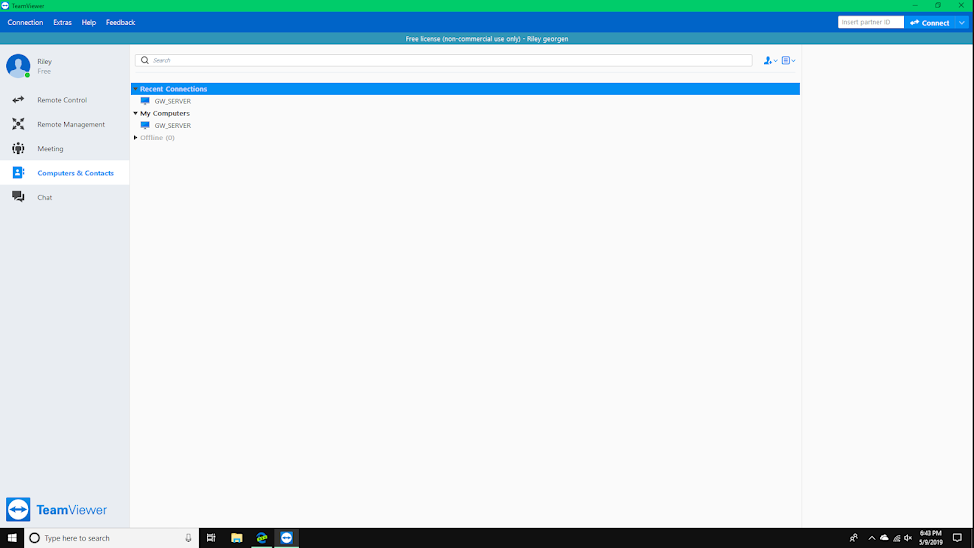 TeamViewer
Connection Extras Help Feedback
Insert partner ID
Connect
Free license (non-commercial use only) - Riley georgen
Riley
Free
Search
Remote Control
Remote Management
Meeting
Computers & Contacts
Chat
Recent Connections
GW_SERVER
My Computers
GW_SERVER
Offline (0)
TeamViewer
Type here to search
6:43 PM
5/9/2019